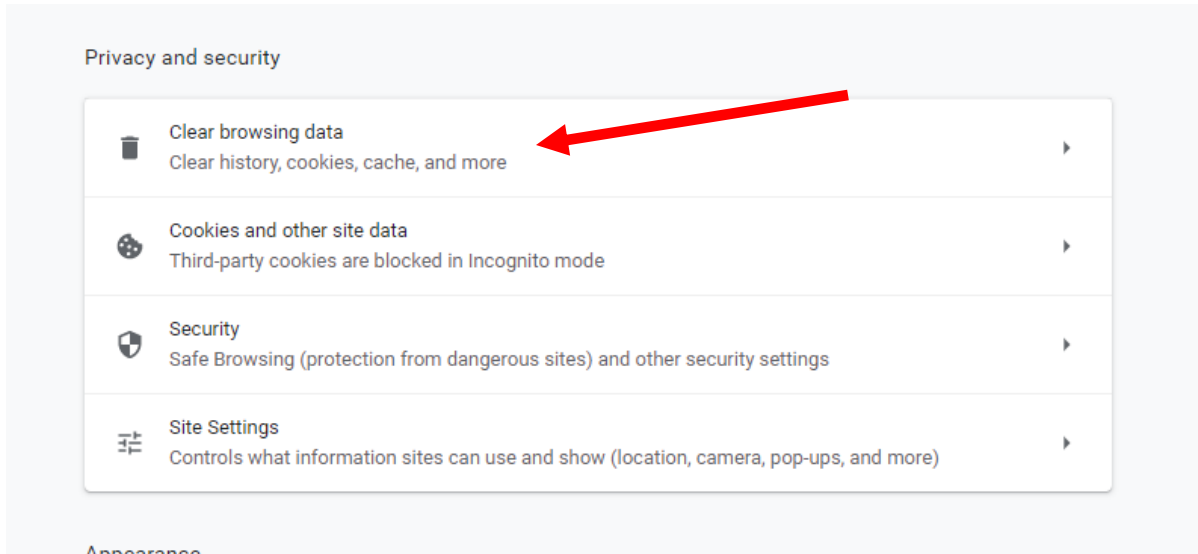 Privacy and security
Clear browsing data
Clear history, cookies, cache, and more
Cookies and other site data
Third-party cookies are blocked in Incognito mode
Security
Safe Browsing (protection from dangerous sites) and other security settings
Site Settings
Controls what information sites can use and show (location, camera, pop-ups, and more)
Appearance